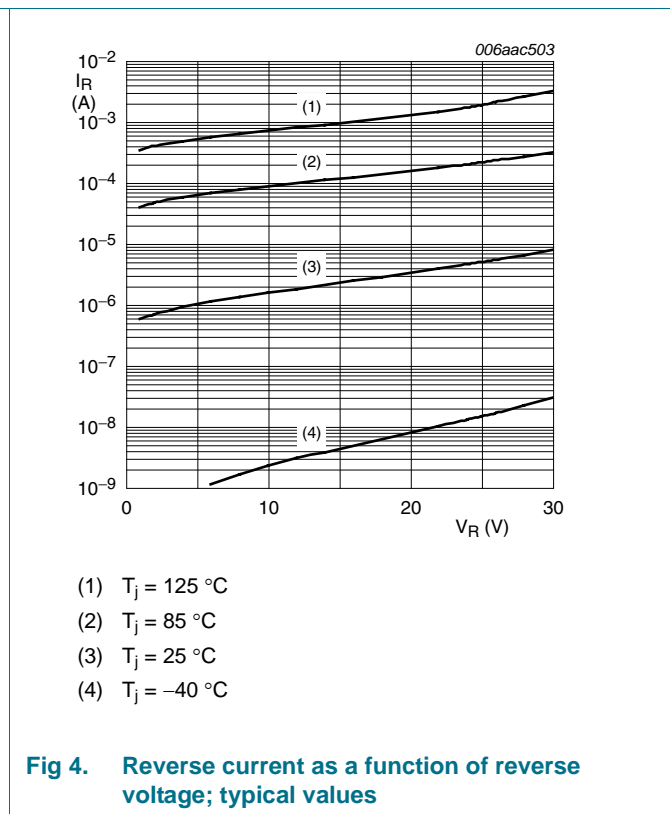 006aac503
10⁻²
I_R
(A)
10⁻³
10⁻⁴
10⁻⁵
10⁻⁶
10⁻⁷
10⁻⁸
10⁻⁹
(1)
(2)
(3)
(4)
0 10 20 30
V_R (V)
(1) T_j = 125 °C
(2) T_j = 85 °C
(3) T_j = 25 °C
(4) T_j = −40 °C
Fig 4. Reverse current as a function of reverse
voltage; typical values